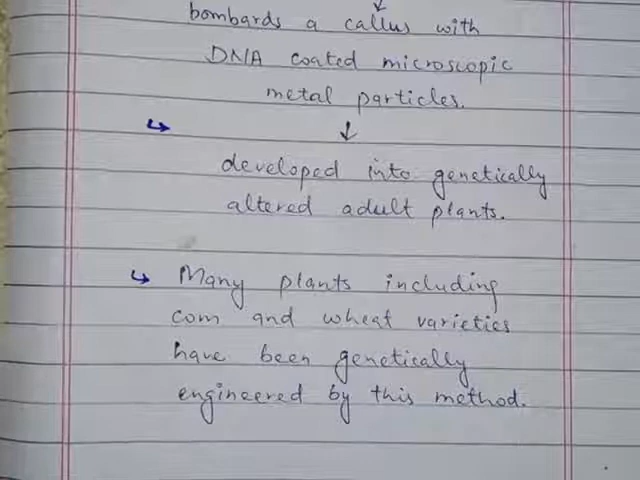 ↓
bombards a callus with
DNA coated microscopic
metal particles.
↳ ↓
developed into genetically
altered adult plants.
↳ Many plants including
corn and wheat varieties
have been genetically
engineered by this method.